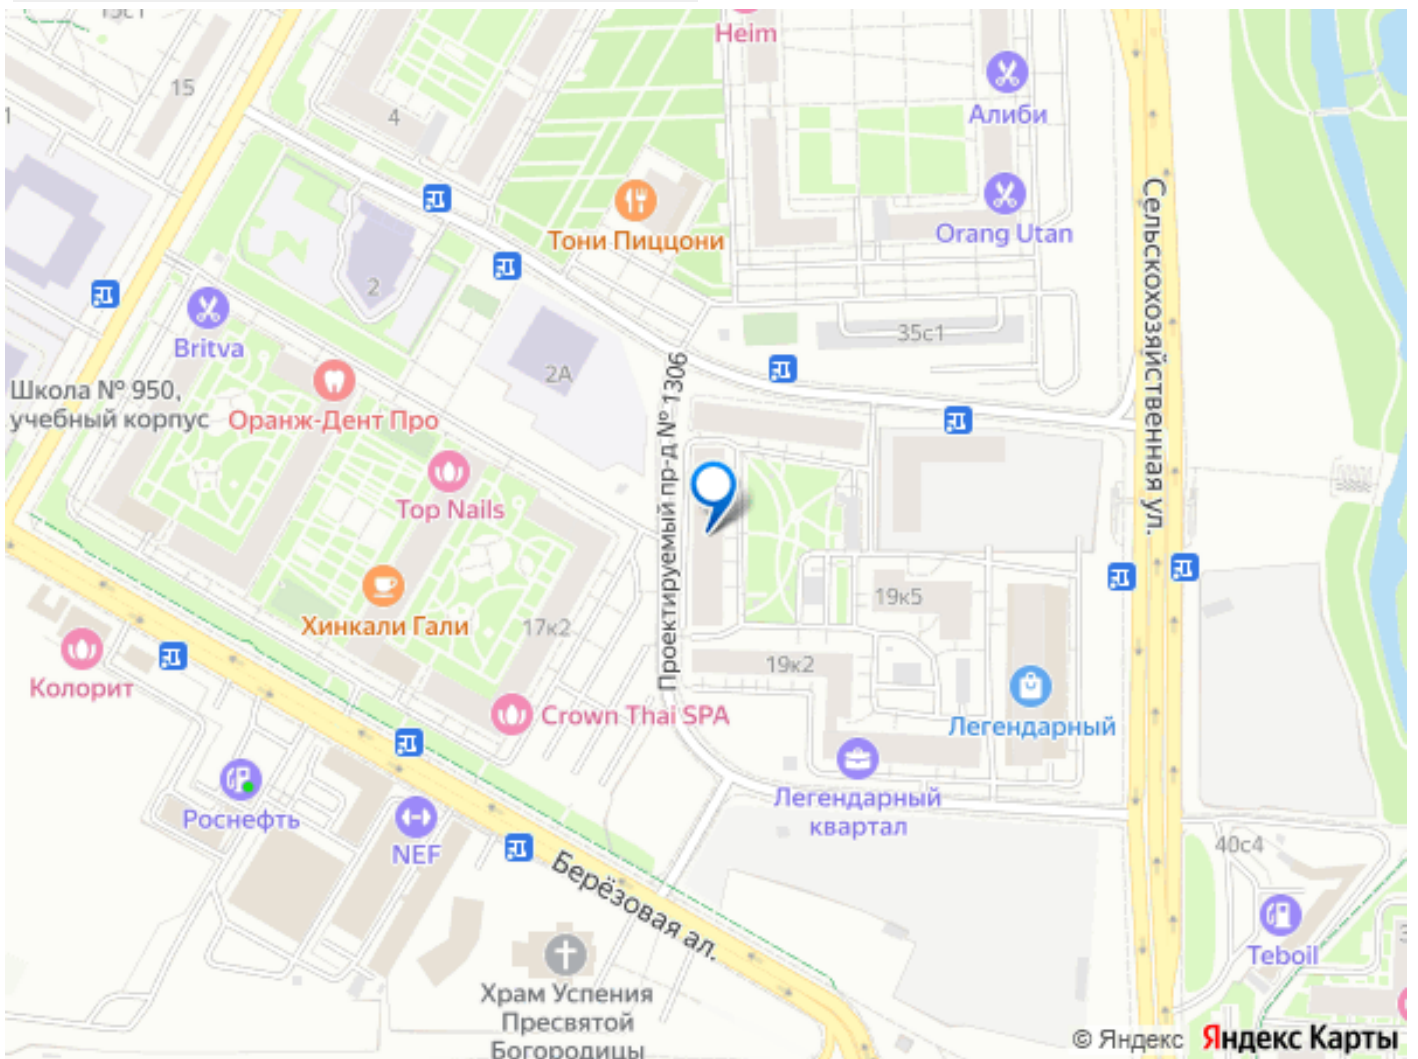 Heim
15
4
Алиби
Тони Пиццони
Orang Utan
Сельскохозяйственная ул.
2
Britva
35с1
2А
Школа № 950,
учебный корпус
Оранж-Дент Про
Проектируемый пр-д № 1306
Top Nails
Хинкали Гали
17к2
19к5
Колорит
19к2
Crown Thai SPA
Легендарный
Роснефть
Легендарный
квартал
NEF
40с4
Берёзовая ал.
Teboil
Храм Успения
Пресвятой
Богородицы
© Яндекс Яндекс Карты